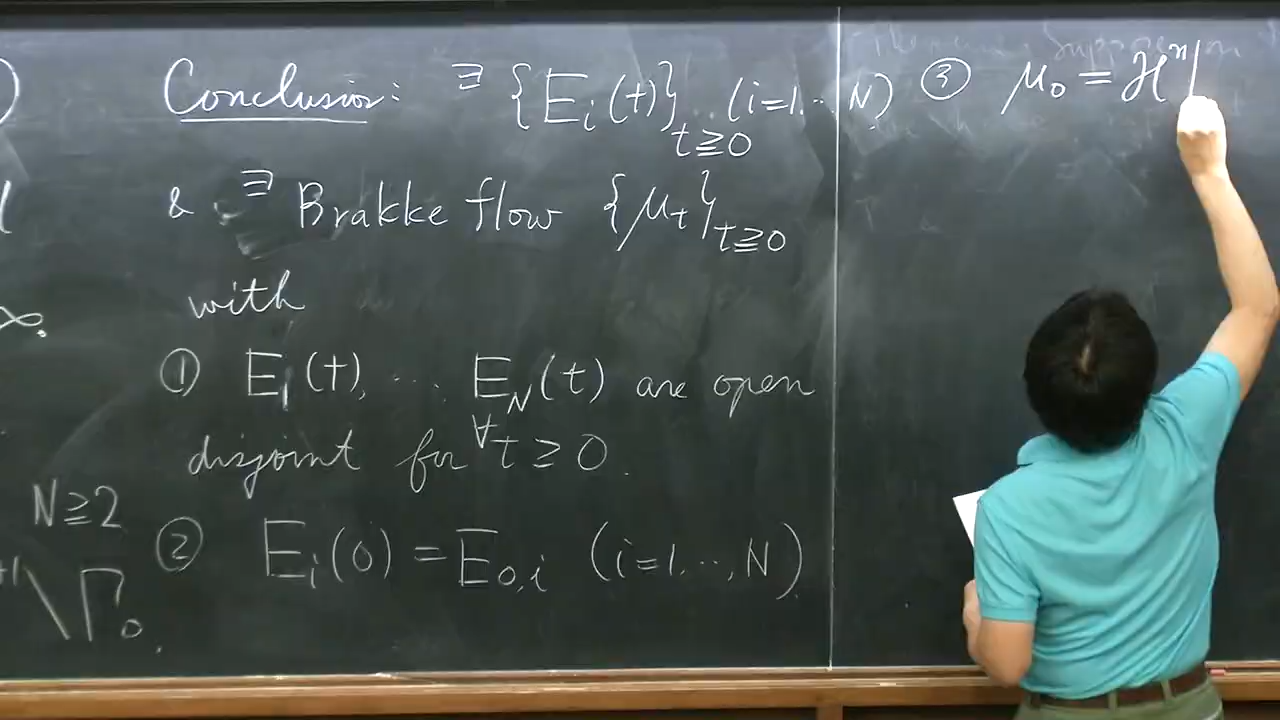 Conclusion: ∃ {E_i(t)}_{t≧0} (i=1,..,N)
& ∃ Brakke flow {μ_t}_{t≧0}
with
① E_1(t), ... E_N(t) are open
disjoint for ∀t ≥ 0.
② E_i(0) = E_{0,i} (i=1,..,N)
③ μ_0 = ℋ^n|
∞.
N≧2
+1 \ Γ_0.